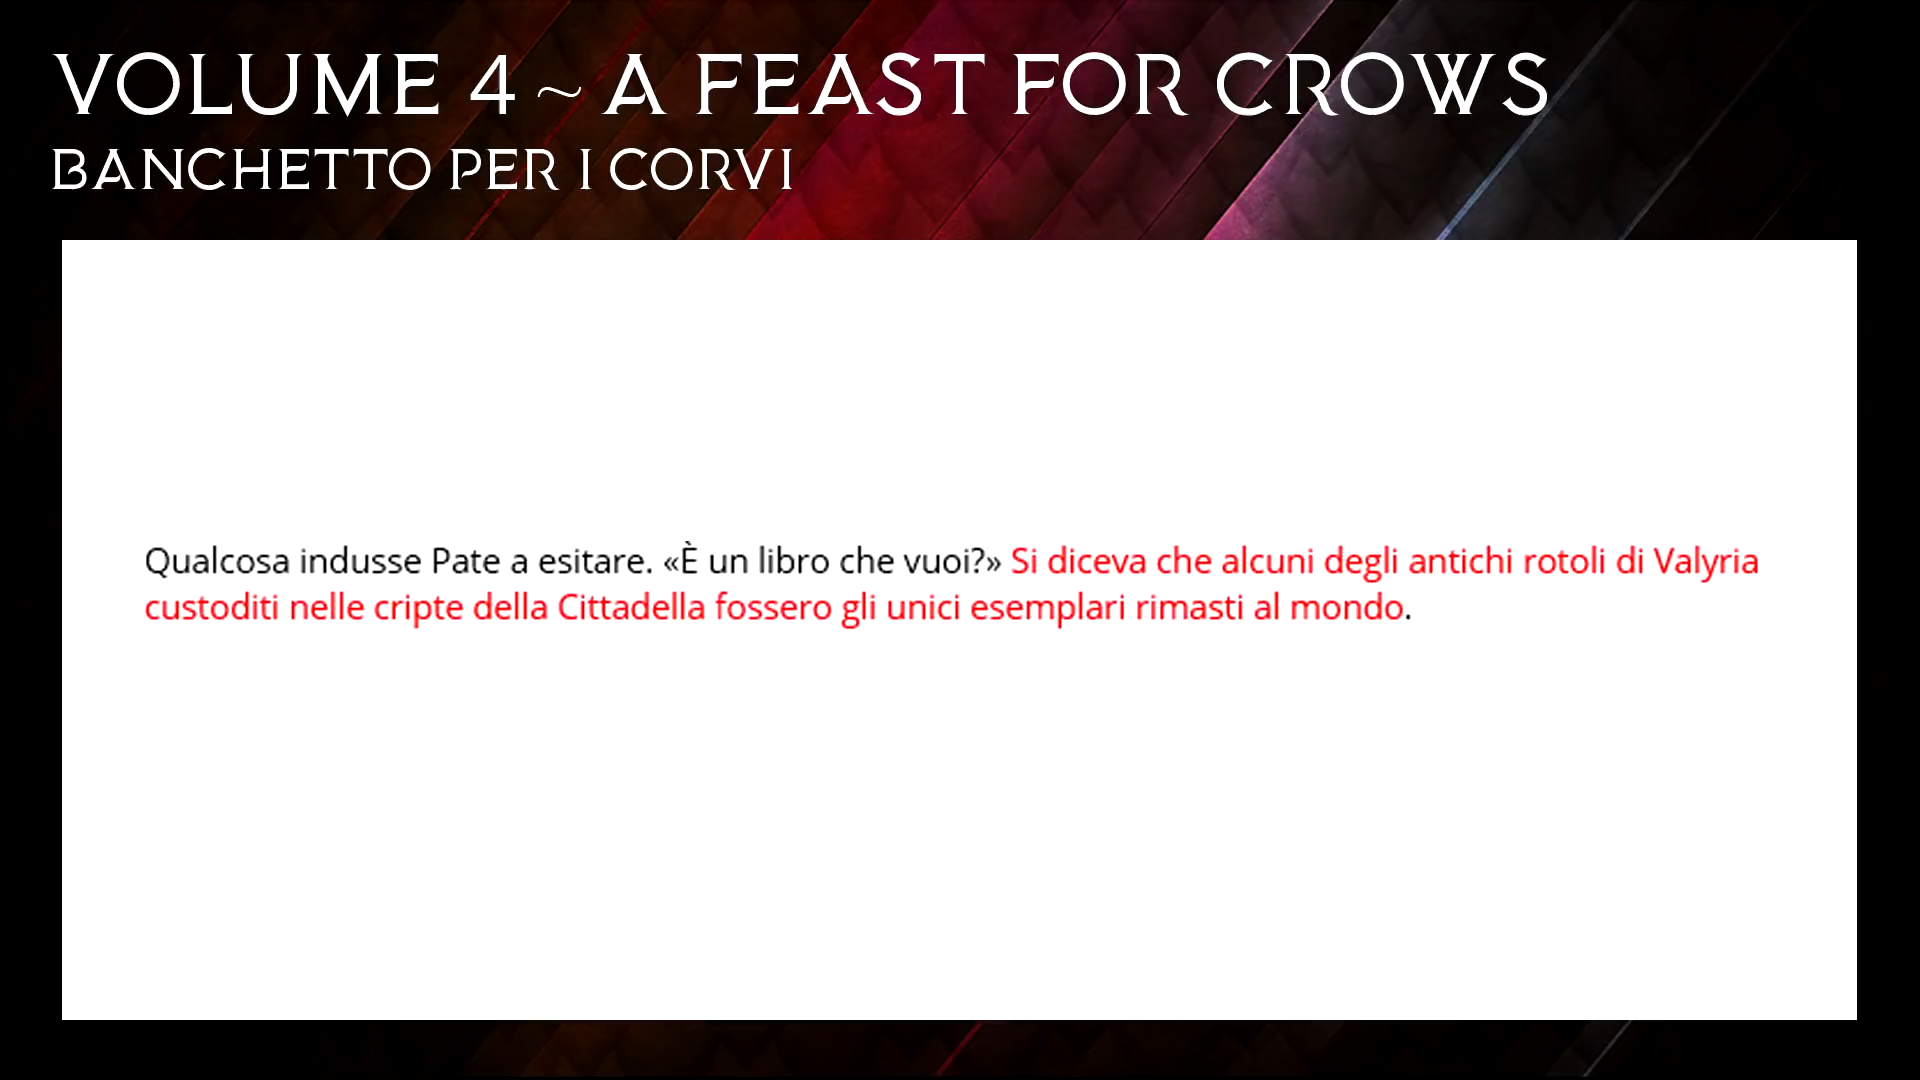 VOLUME 4 ~ A FEAST FOR CROWS
BANCHETTO PER I CORVI
Qualcosa indusse Pate a esitare. «È un libro che vuoi?» Si diceva che alcuni degli antichi rotoli di Valyria
custoditi nelle cripte della Cittadella fossero gli unici esemplari rimasti al mondo.